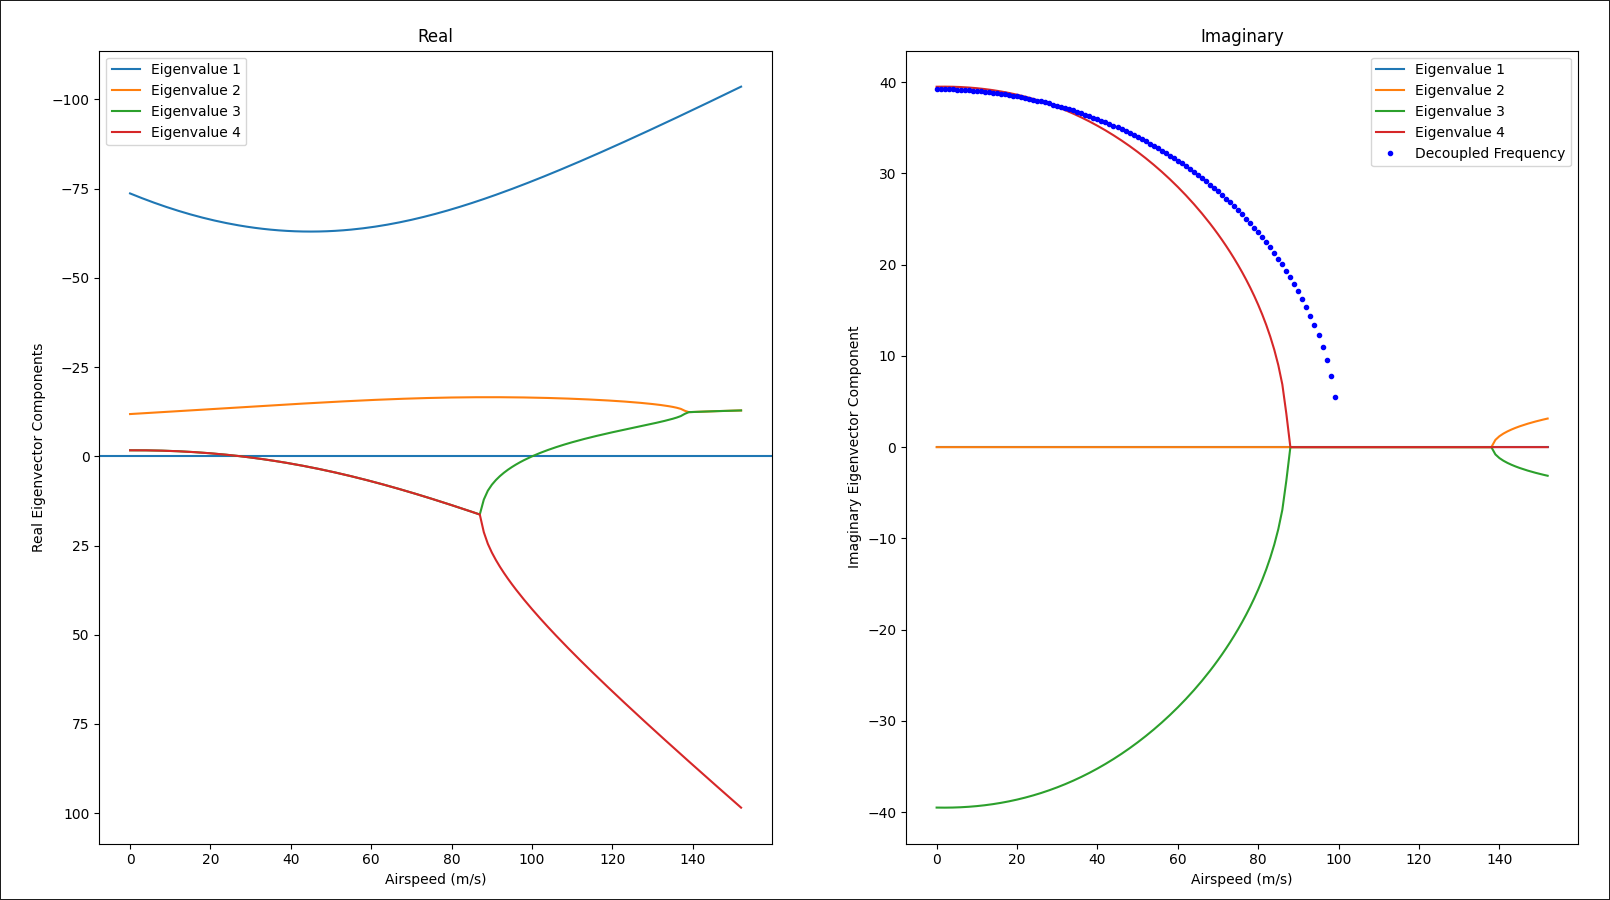 Real
Eigenvalue 1
Eigenvalue 2
Eigenvalue 3
Eigenvalue 4
−100
−75
−50
−25
0
25
50
75
100
Real Eigenvector Components
0
20
40
60
80
100
120
140
Airspeed (m/s)
Imaginary
Eigenvalue 1
Eigenvalue 2
Eigenvalue 3
Eigenvalue 4
Decoupled Frequency
40
30
20
10
0
−10
−20
−30
−40
Imaginary Eigenvector Component
0
20
40
60
80
100
120
140
Airspeed (m/s)